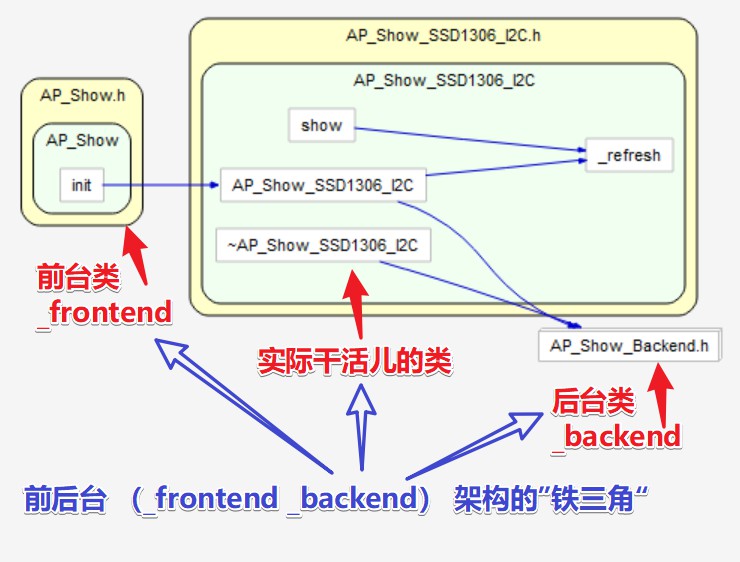 AP_Show_SSD1306_I2C.h
AP_Show_SSD1306_I2C
AP_Show.h
AP_Show
init
show
_refresh
AP_Show_SSD1306_I2C
~AP_Show_SSD1306_I2C
AP_Show_Backend.h
前台类
_frontend
实际干活儿的类
后台类
_backend
前后台 （_frontend _backend） 架构的”铁三角“